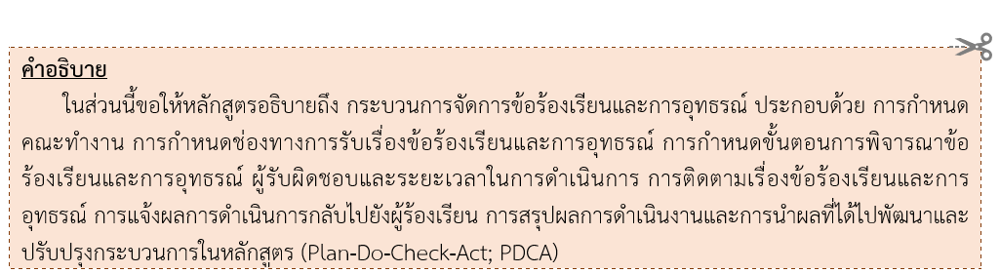 คำอธิบาย
ในส่วนนี้ขอให้หลักสูตรอธิบายถึง กระบวนการจัดการข้อร้องเรียนและการอุทธรณ์ ประกอบด้วย การกำหนด
คณะทำงาน การกำหนดช่องทางการรับเรื่องข้อร้องเรียนและการอุทธรณ์ การกำหนดขั้นตอนการพิจารณาข้อ
ร้องเรียนและการอุทธรณ์ ผู้รับผิดชอบและระยะเวลาในการดำเนินการ การติดตามเรื่องข้อร้องเรียนและการ
อุทธรณ์ การแจ้งผลการดำเนินการกลับไปยังผู้ร้องเรียน การสรุปผลการดำเนินงานและการนำผลที่ได้ไปพัฒนาและ
ปรับปรุงกระบวนการในหลักสูตร (Plan-Do-Check-Act; PDCA)